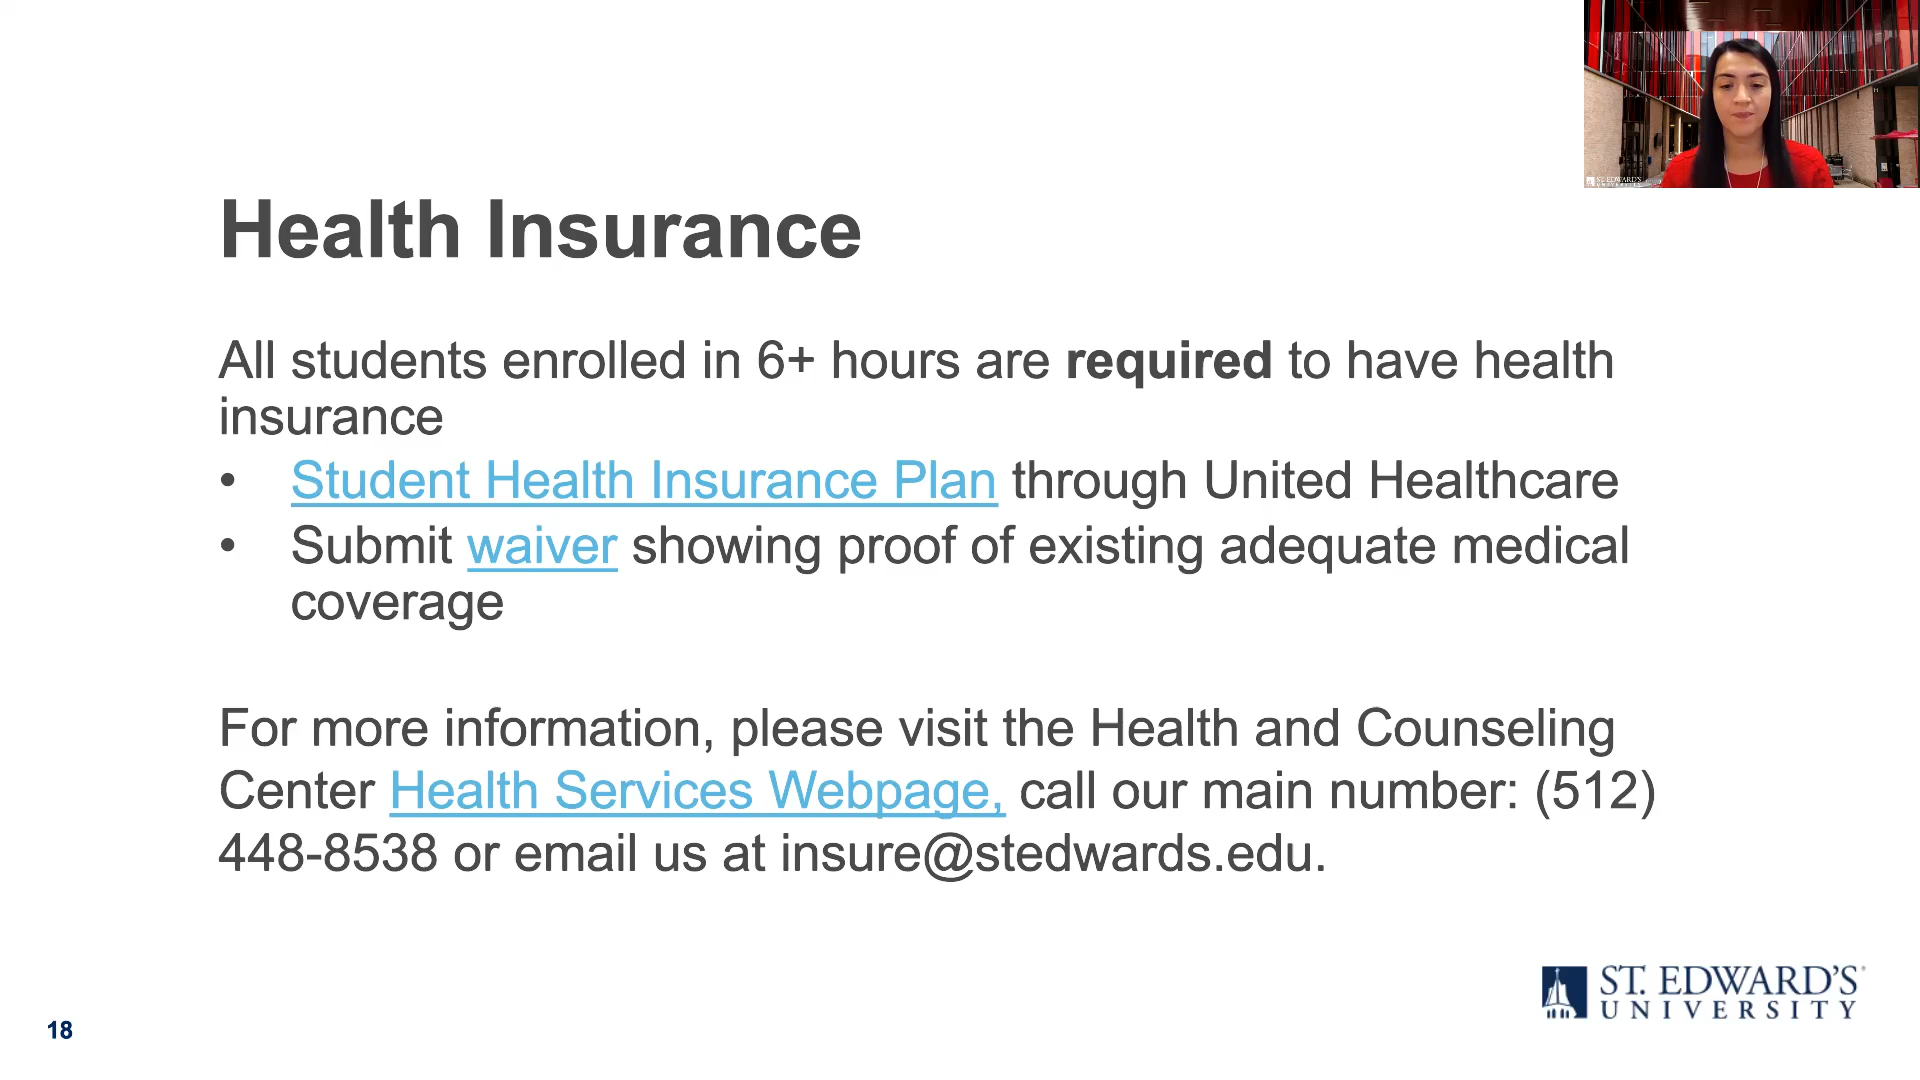 ST. EDWARD'S
UNIVERSITY
Health Insurance
All students enrolled in 6+ hours are required to have health
insurance
• Student Health Insurance Plan through United Healthcare
• Submit waiver showing proof of existing adequate medical
coverage
For more information, please visit the Health and Counseling
Center Health Services Webpage, call our main number: (512)
448-8538 or email us at insure@stedwards.edu.
ST. EDWARD'S
UNIVERSITY
18